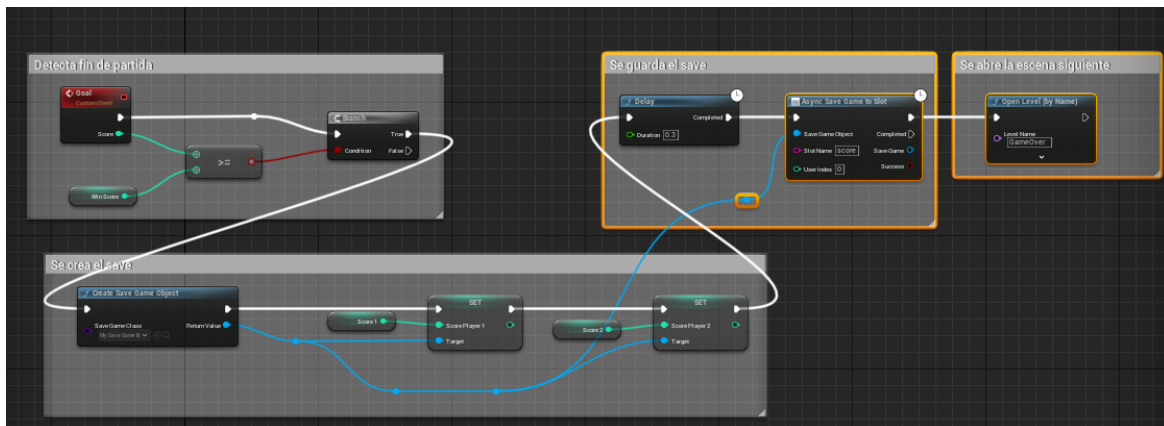 Detecta fin de partida
Goal
Custom Event
Score
Win Score
>=
Branch
True
Condition
False
Se guarda el save
Delay
Completed
Duration 0.3
Async Save Game to Slot
Save Game Object
Completed
Slot Name score
Save Game
User Index 0
Success
Se abre la escena siguiente
Open Level (by Name)
Level Name
GameOver
Se crea el save
Create Save Game Object
Save Game Class
Return Value
My Save Game B
Score 1
SET
Score Player 1
Target
Score 2
SET
Score Player 2
Target